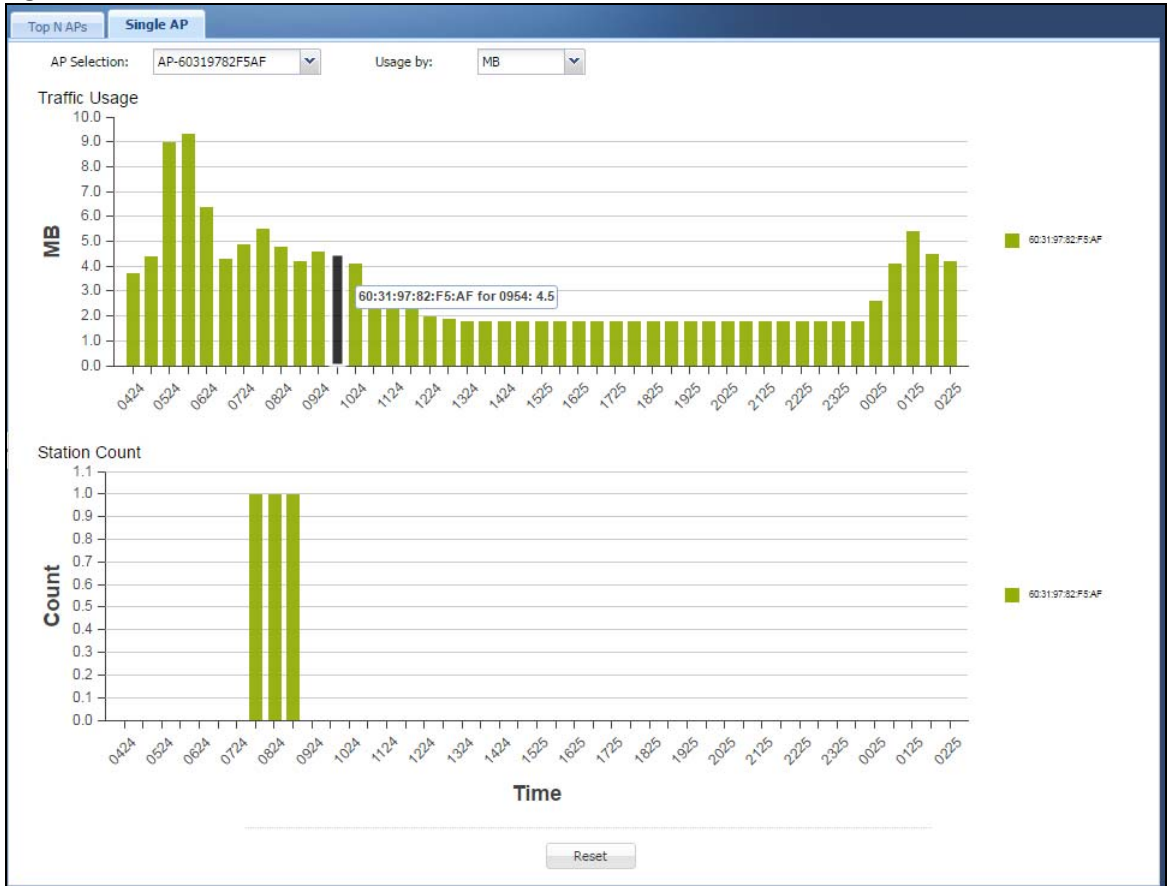 Top N APs
Single AP
AP Selection:
AP-60319782F5AF
Usage by:
MB
Traffic Usage
10.0
9.0
8.0
7.0
6.0
5.0
4.0
3.0
2.0
1.0
0.0
MB
60:31:97:82:F5:AF for 0954: 4.5
60:31:97:82:F5:AF
0424 0524 0624 0724 0824 0924 1024 1124 1224 1324 1424 1525 1625 1725 1825 1925 2025 2125 2225 2325 0025 0125 0225
Station Count
1.1
1.0
0.9
0.8
0.7
0.6
0.5
0.4
0.3
0.2
0.1
0.0
Count
60:31:97:82:F5:AF
0424 0524 0624 0724 0824 0924 1024 1124 1224 1324 1424 1525 1625 1725 1825 1925 2025 2125 2225 2325 0025 0125 0225
Time
Reset